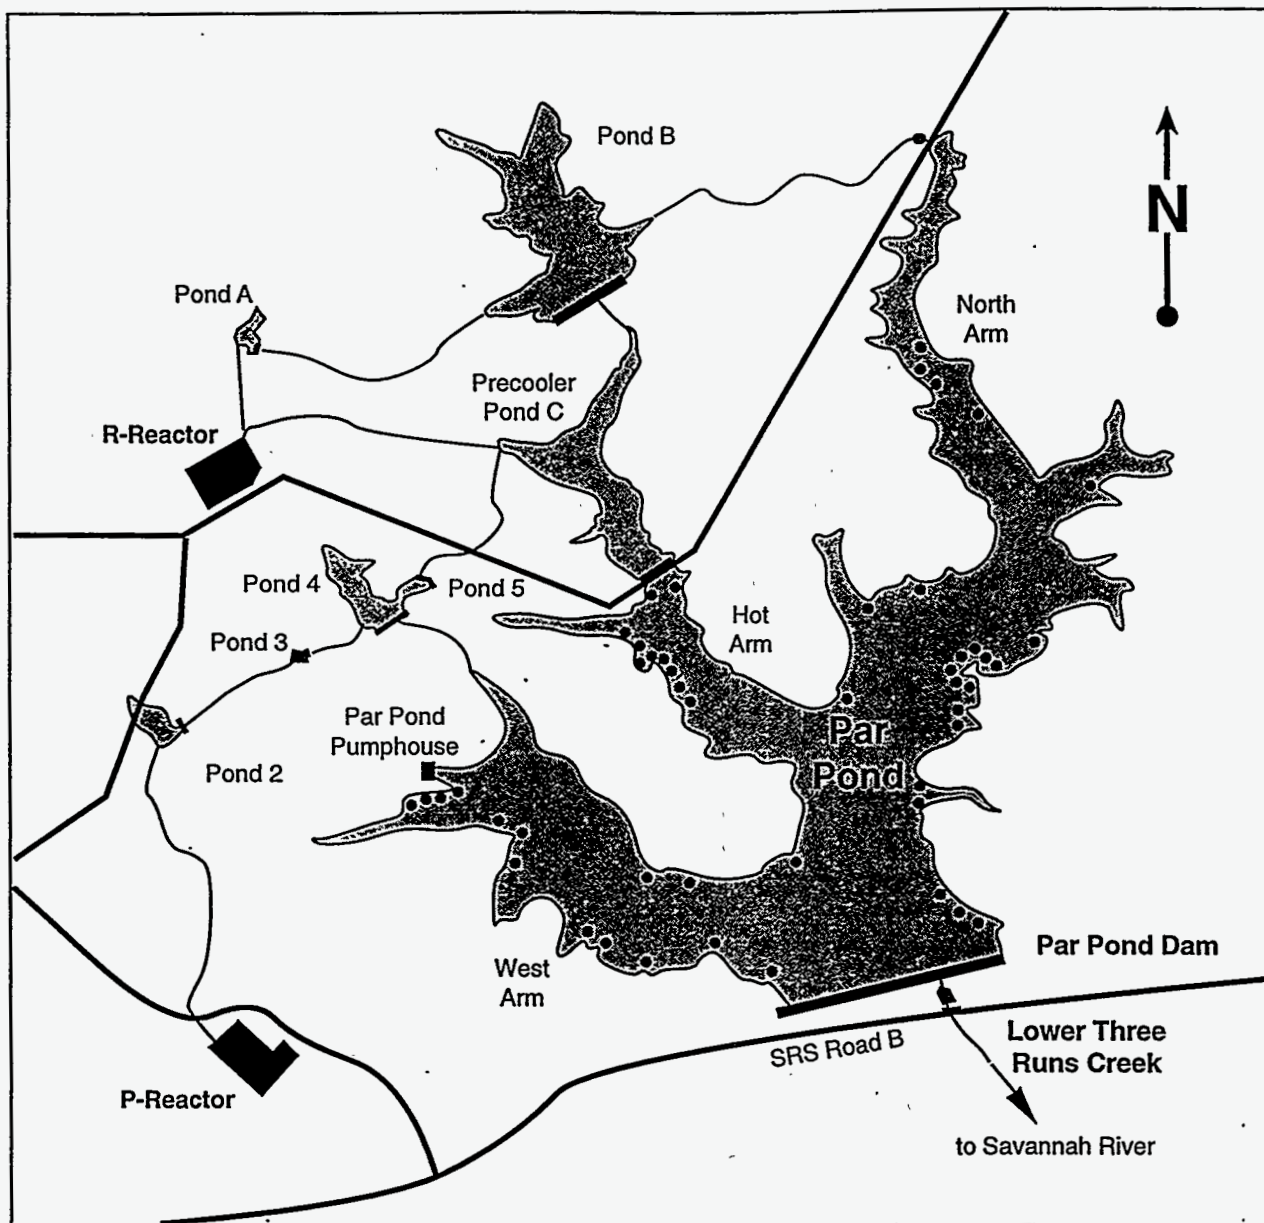 Pond B
N
Pond A
North
Arm
Precooler
Pond C
R-Reactor
Pond 4
Pond 5
Hot
Arm
Pond 3
Par Pond
Pumphouse
Par
Pond
Pond 2
Par Pond Dam
West
Arm
Lower Three
Runs Creek
SRS Road B
P-Reactor
to Savannah River